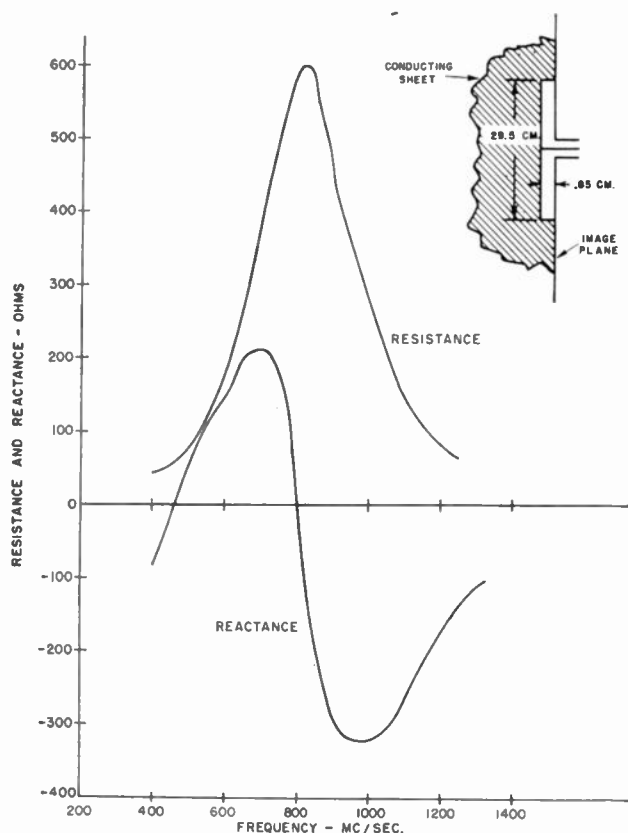 600
500
400
300
200
100
0
-100
-200
-300
-400
RESISTANCE AND REACTANCE - OHMS
CONDUCTING
SHEET
29.5 CM.
.85 CM.
IMAGE
PLANE
RESISTANCE
REACTANCE
200 400 600 800 1000 1200 1400
FREQUENCY - MC/SEC.